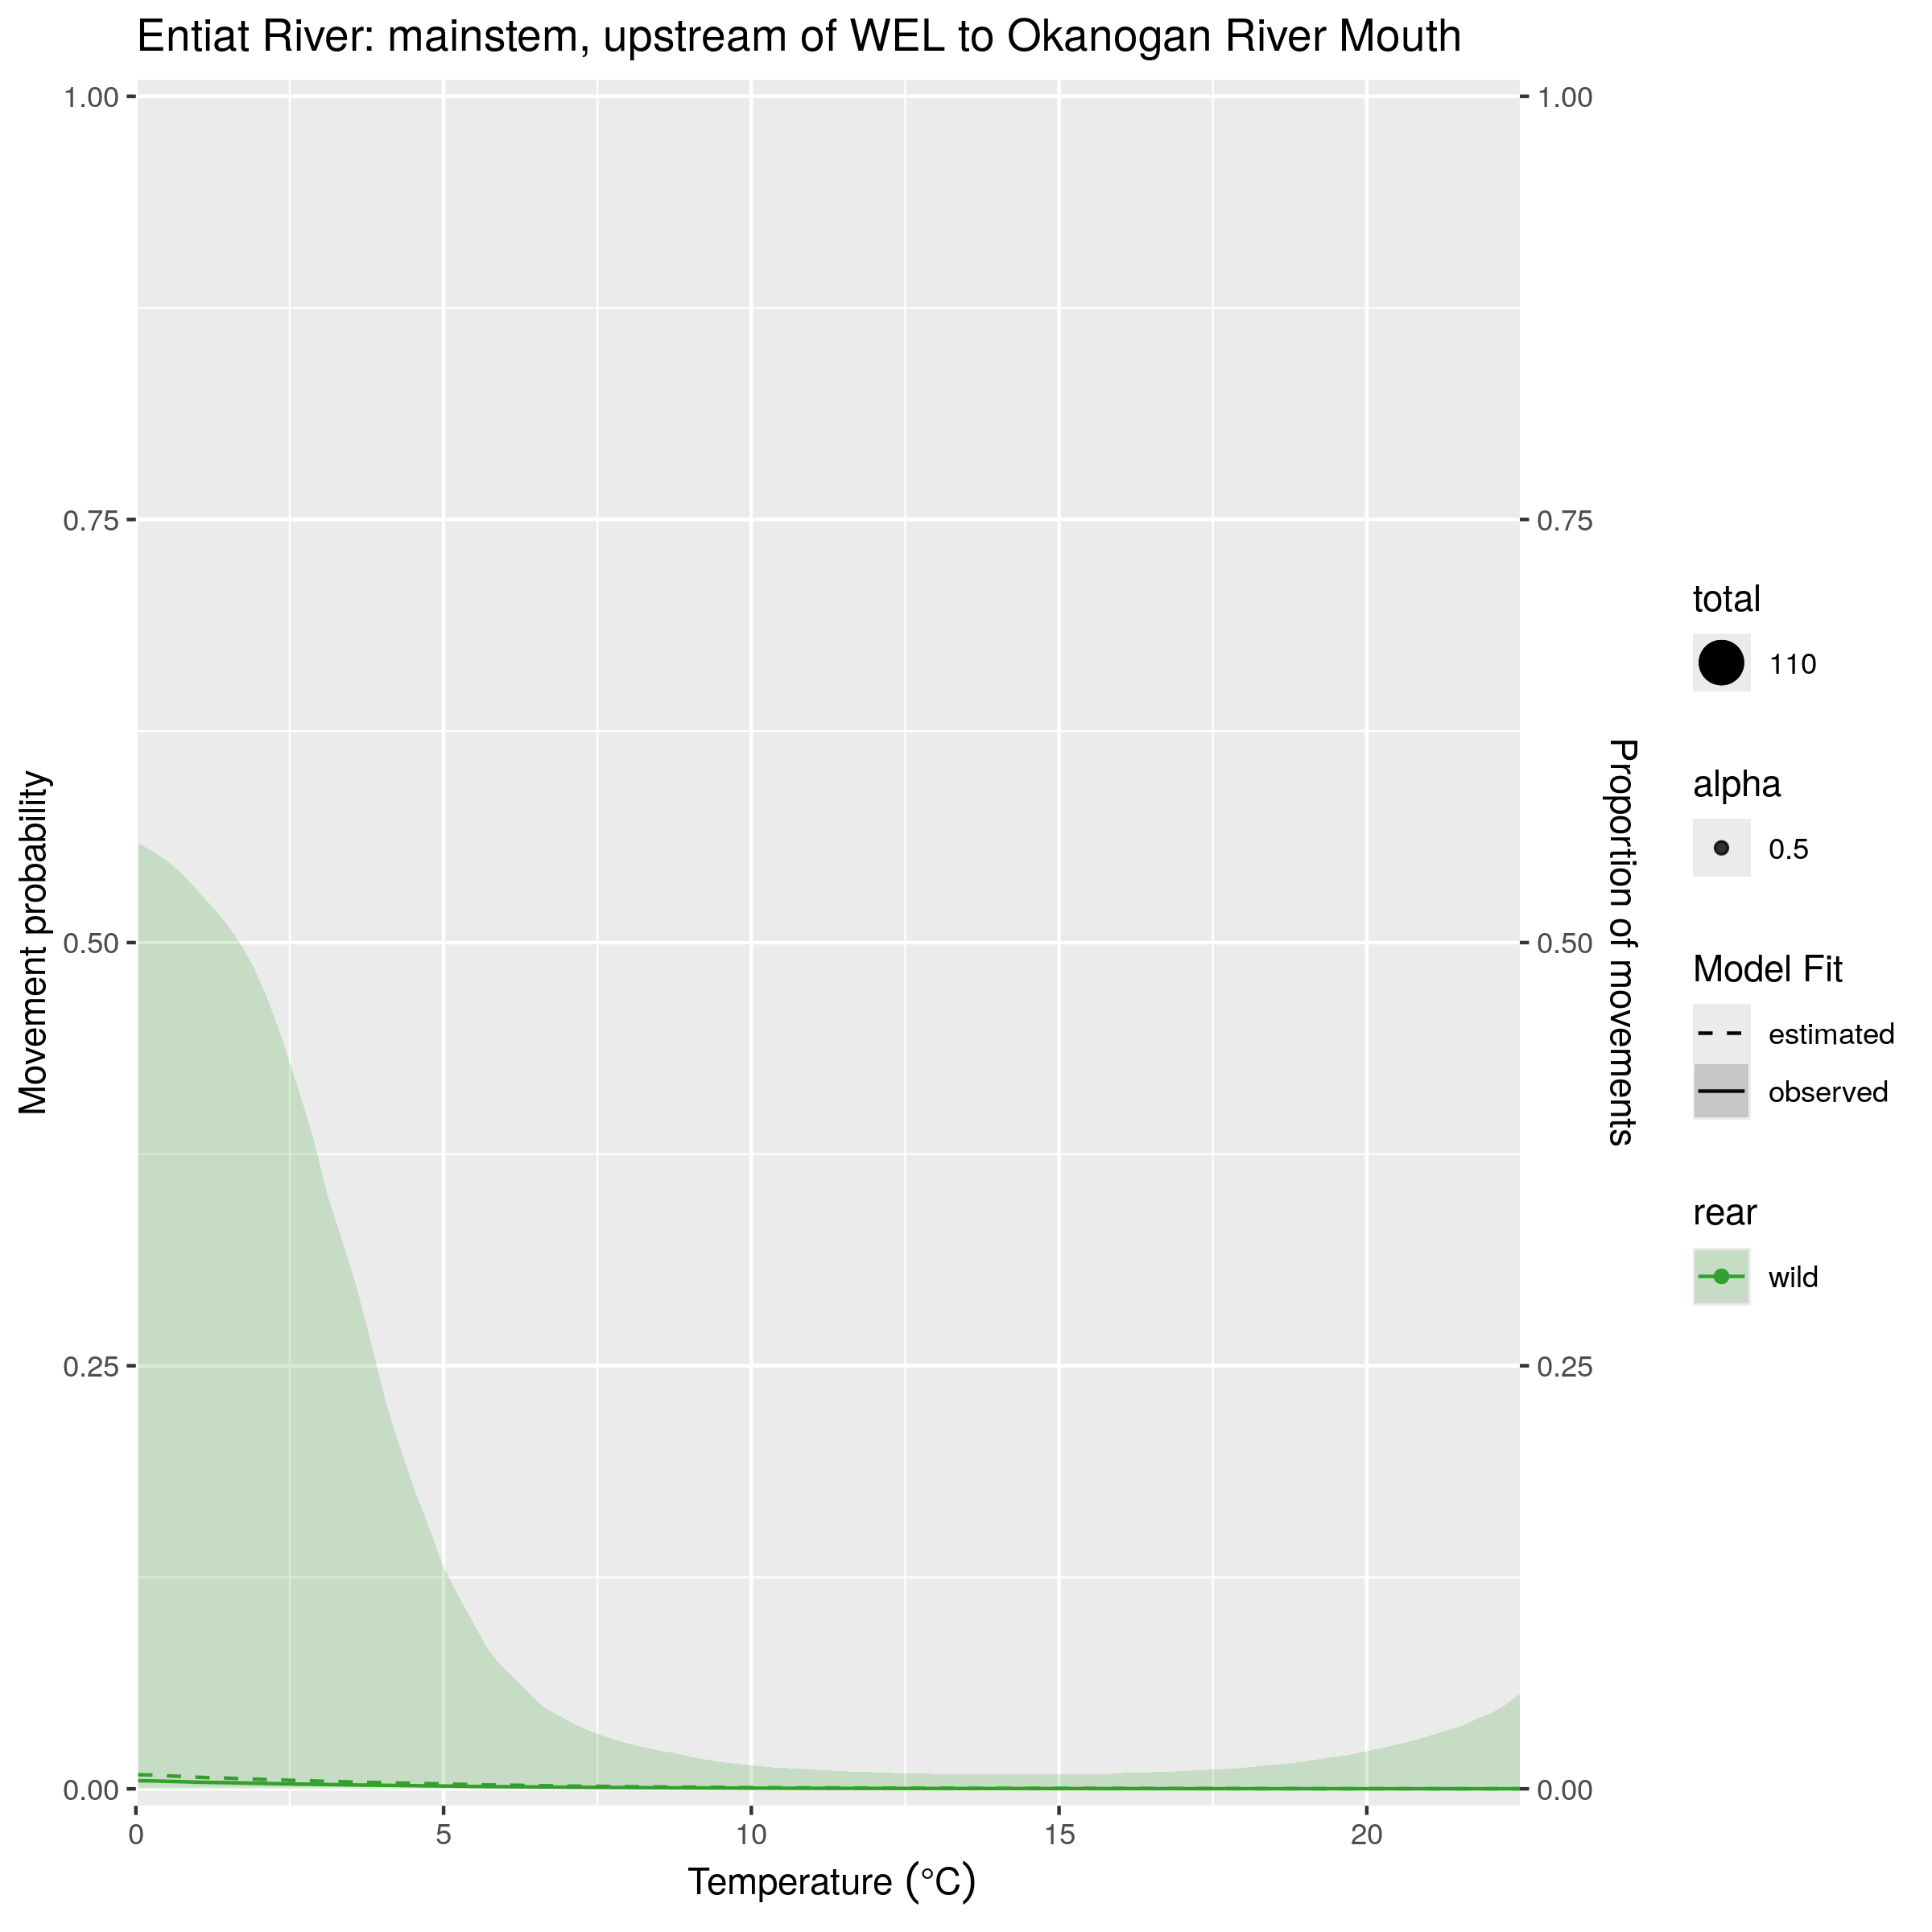 Entiat River: mainstem, upstream of WEL to Okanogan River Mouth
1.00
0.75
0.50
0.25
0.00
Movement probability
0
5
10
15
20
Temperature (°C)
1.00
0.75
0.50
0.25
0.00
Proportion of movements
total
110
alpha
0.5
Model Fit
estimated
observed
rear
wild